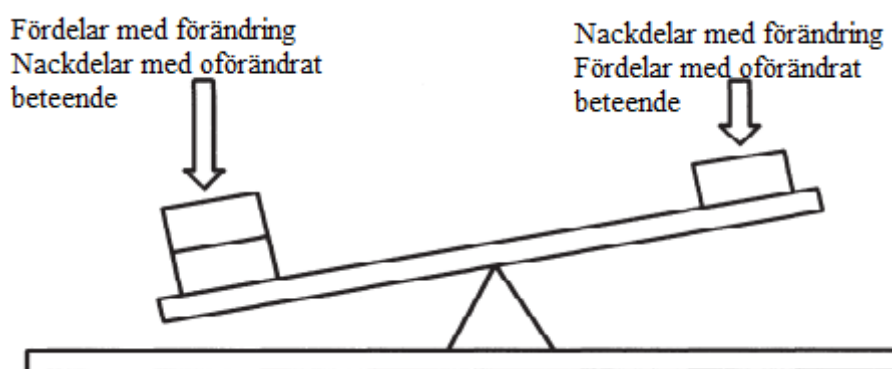 Fördelar med förändring
Nackdelar med oförändrat
beteende
Nackdelar med förändring
Fördelar med oförändrat
beteende